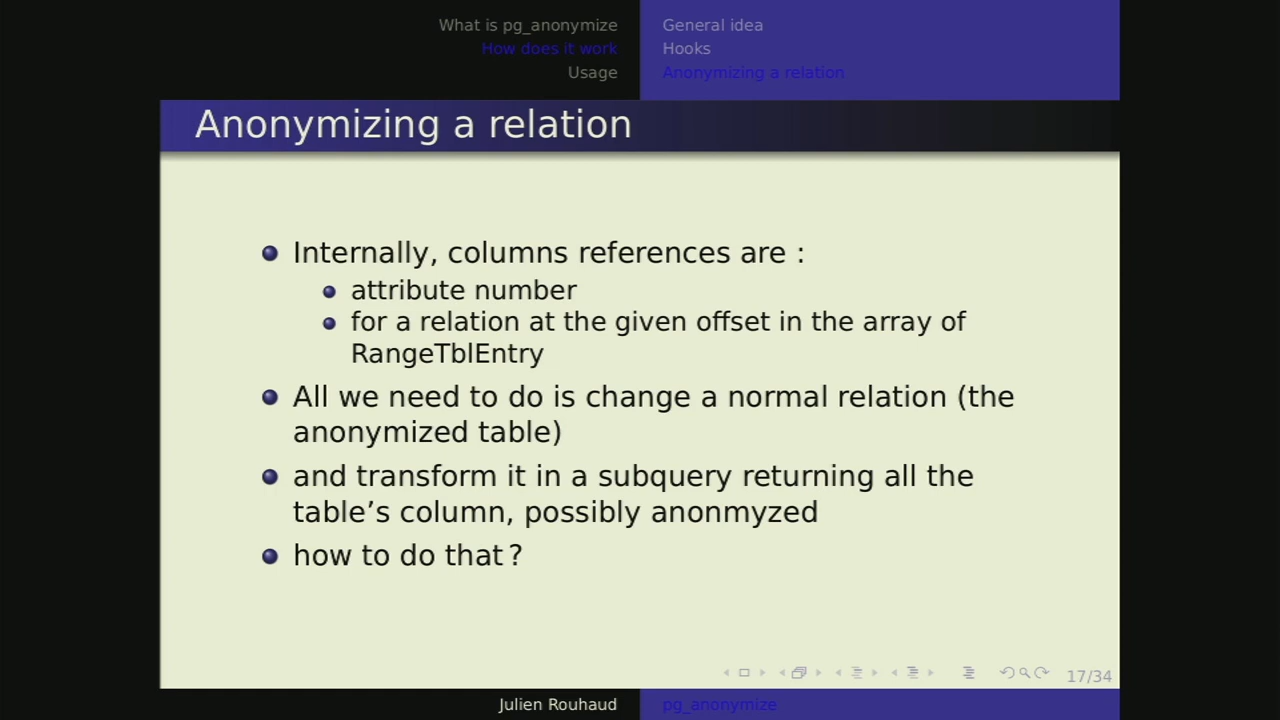 What is pg_anonymize
How does it work
Usage
General idea
Hooks
Anonymizing a relation
Anonymizing a relation
Internally, columns references are :
attribute number
for a relation at the given offset in the array of
RangeTblEntry
All we need to do is change a normal relation (the
anonymized table)
and transform it in a subquery returning all the
table’s column, possibly anonmyzed
how to do that ?
17/34
Julien Rouhaud
pg_anonymize